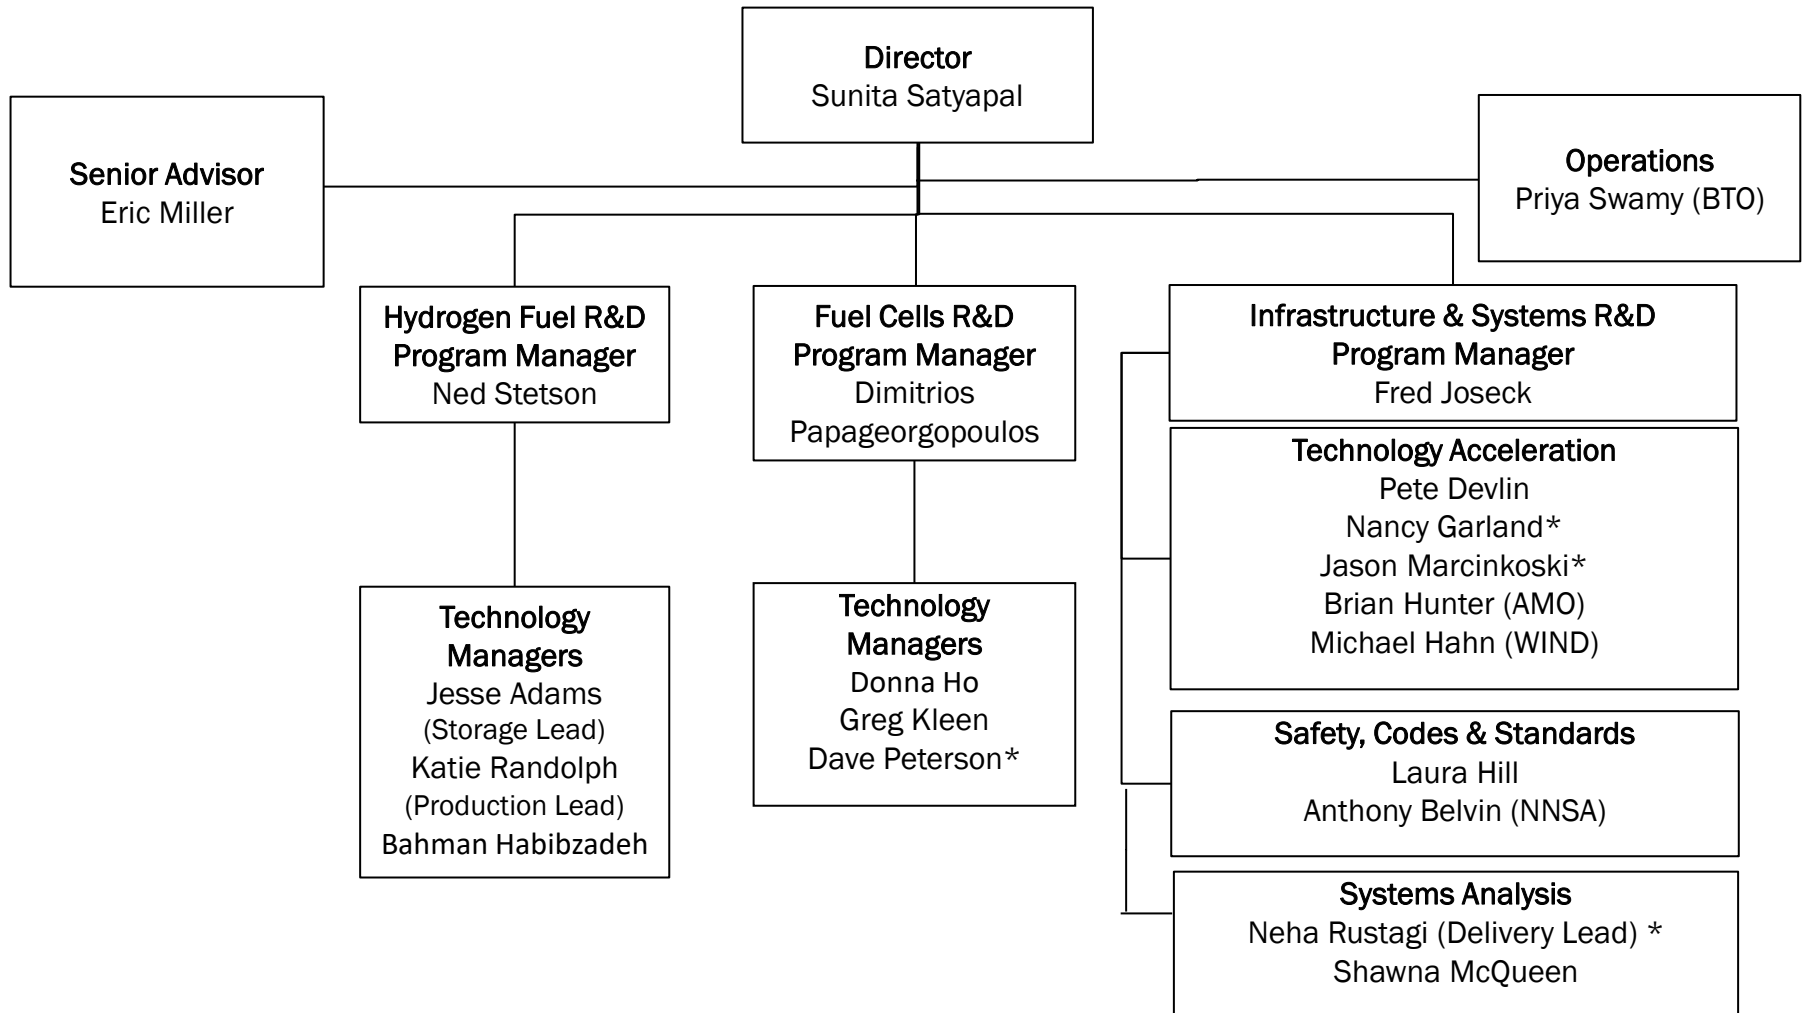 Director
Sunita Satyapal
Senior Advisor
Eric Miller
Operations
Priya Swamy (BTO)
Hydrogen Fuel R&D
Program Manager
Ned Stetson
Fuel Cells R&D
Program Manager
Dimitrios
Papageorgopoulos
Infrastructure & Systems R&D
Program Manager
Fred Joseck
Technology Acceleration
Pete Devlin
Nancy Garland*
Jason Marcinkoski*
Brian Hunter (AMO)
Michael Hahn (WIND)
Technology
Managers
Jesse Adams
(Storage Lead)
Katie Randolph
(Production Lead)
Bahman Habibzadeh
Technology
Managers
Donna Ho
Greg Kleen
Dave Peterson*
Safety, Codes & Standards
Laura Hill
Anthony Belvin (NNSA)
Systems Analysis
Neha Rustagi (Delivery Lead) *
Shawna McQueen